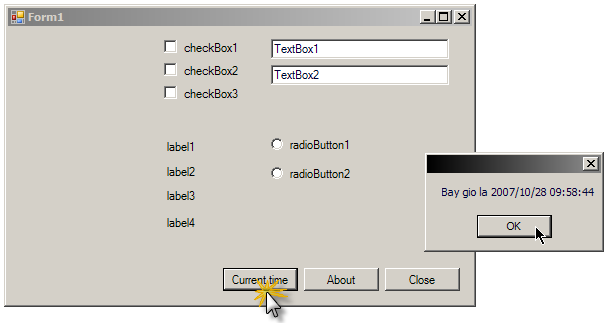 Form1
checkBox1
TextBox1
checkBox2
TextBox2
checkBox3
label1
radioButton1
label2
radioButton2
label3
label4
Bay gio la 2007/10/28 09:58:44
OK
Current time
About
Close